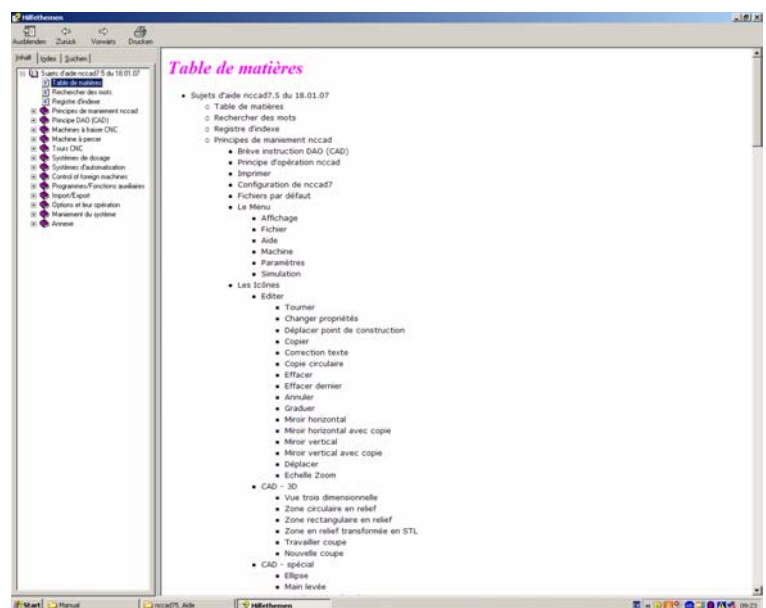 Hilfethemen
Ausblenden Zurück Vorwärts Drucken
Inhalt Index Suchen
Sujets d'aide nccad7.5 du 18.01.07
Table de matières
Rechercher des mots
Registre d'indexe
Principes de maniement nccad
Principe DAO (CAD)
Machines à fraiser CNC
Machine à percer
Tours CNC
Systèmes de dosage
Systèmes d'automatisation
Control of foreign machines
Programmes/Fonctions auxiliaires
Import/Export
Options et leur opération
Maniement du système
Annexe
Table de matières
Sujets d'aide nccad7.5 du 18.01.07
Table de matières
Rechercher des mots
Registre d'indexe
Principes de maniement nccad
Brève instruction DAO (CAD)
Principe d'opération nccad
Imprimer
Configuration de nccad7
Fichiers par défaut
Le Menu
Affichage
Fichier
Aide
Machine
Paramètres
Simulation
Les Icônes
Editer
Tourner
Changer propriétés
Déplacer point de construction
Copier
Correction texte
Copie circulaire
Effacer
Effacer dernier
Annuler
Graduer
Miroir horizontal
Miroir horizontal avec copie
Miroir vertical
Miroir vertical avec copie
Déplacer
Echelle Zoom
CAD - 3D
Vue trois dimensionnelle
Zone circulaire en relief
Zone rectangulaire en relief
Zone en relief transformée en STL
Travailler coupe
Nouvelle coupe
CAD - spécial
Ellipse
Main levée
Start Manual nccad75_Aide Hilfethemen 09:23